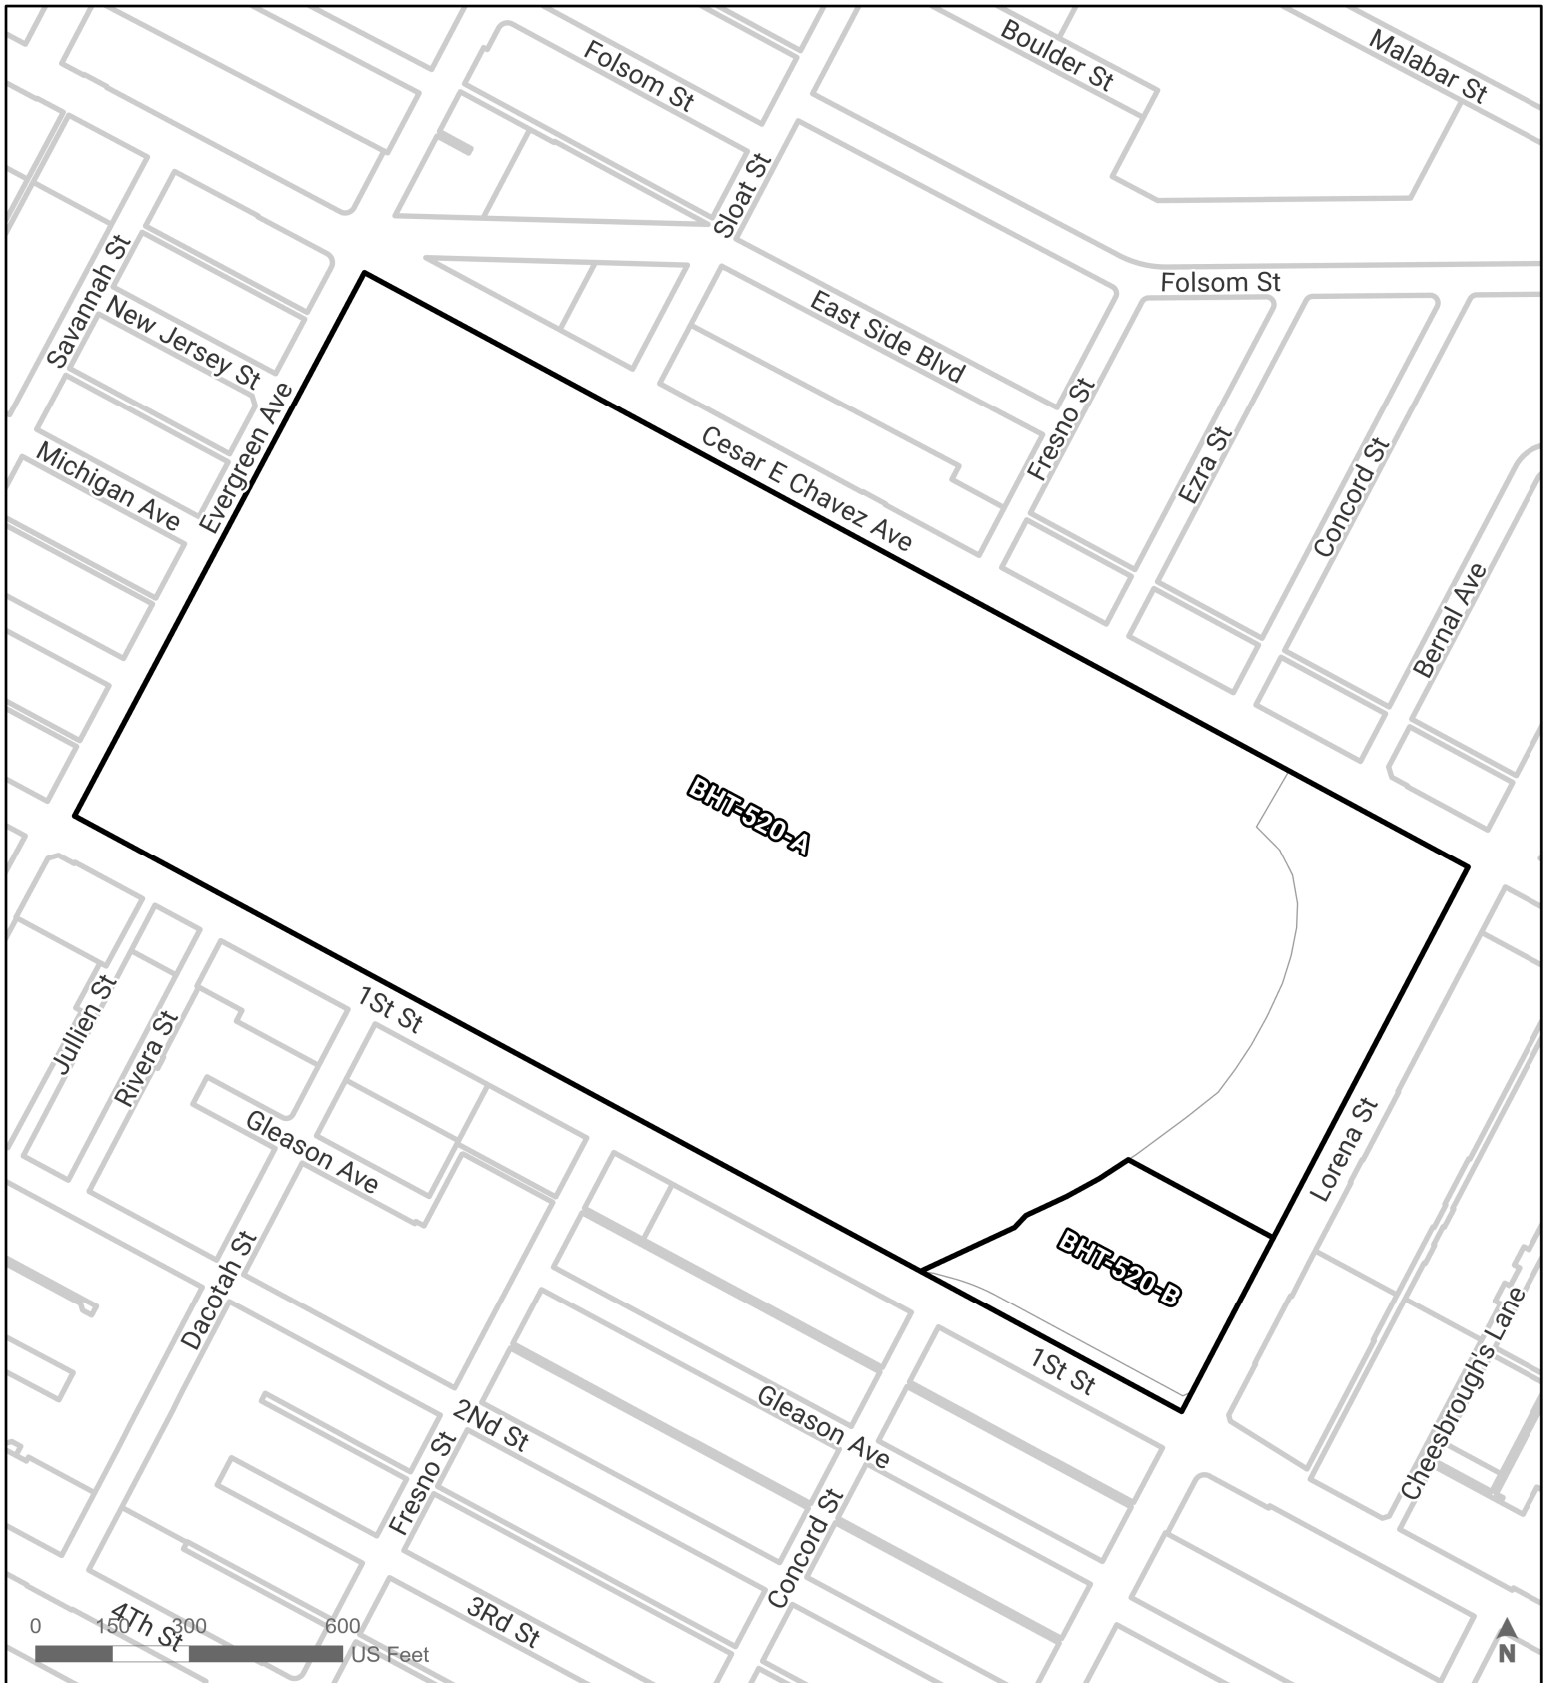 Malabar St
Boulder St
Folsom St
Sloat St
Folsom St
Savannah St
New Jersey St
East Side Blvd
Evergreen Ave
Fresno St
Ezra St
Concord St
Michigan Ave
Cesar E Chavez Ave
Bernal Ave
BHT-520-A
Jullien St
Rivera St
1St St
Gleason Ave
Lorena St
Dacotah St
BHT-520-B
Cheesbrough's Lane
1St St
Gleason Ave
2Nd St
Fresno St
Concord St
3Rd St
4Th St
0 150 300 600
US Feet
N